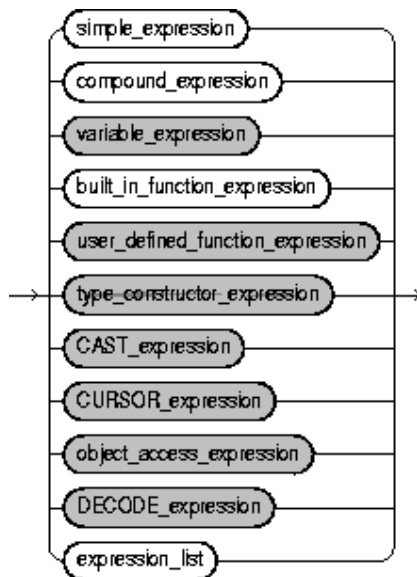 simple_expression
compound_expression
variable_expression
built_in_function_expression
user_defined_function_expression
type_constructor_expression
CAST_expression
CURSOR_expression
object_access_expression
DECODE_expression
expression_list